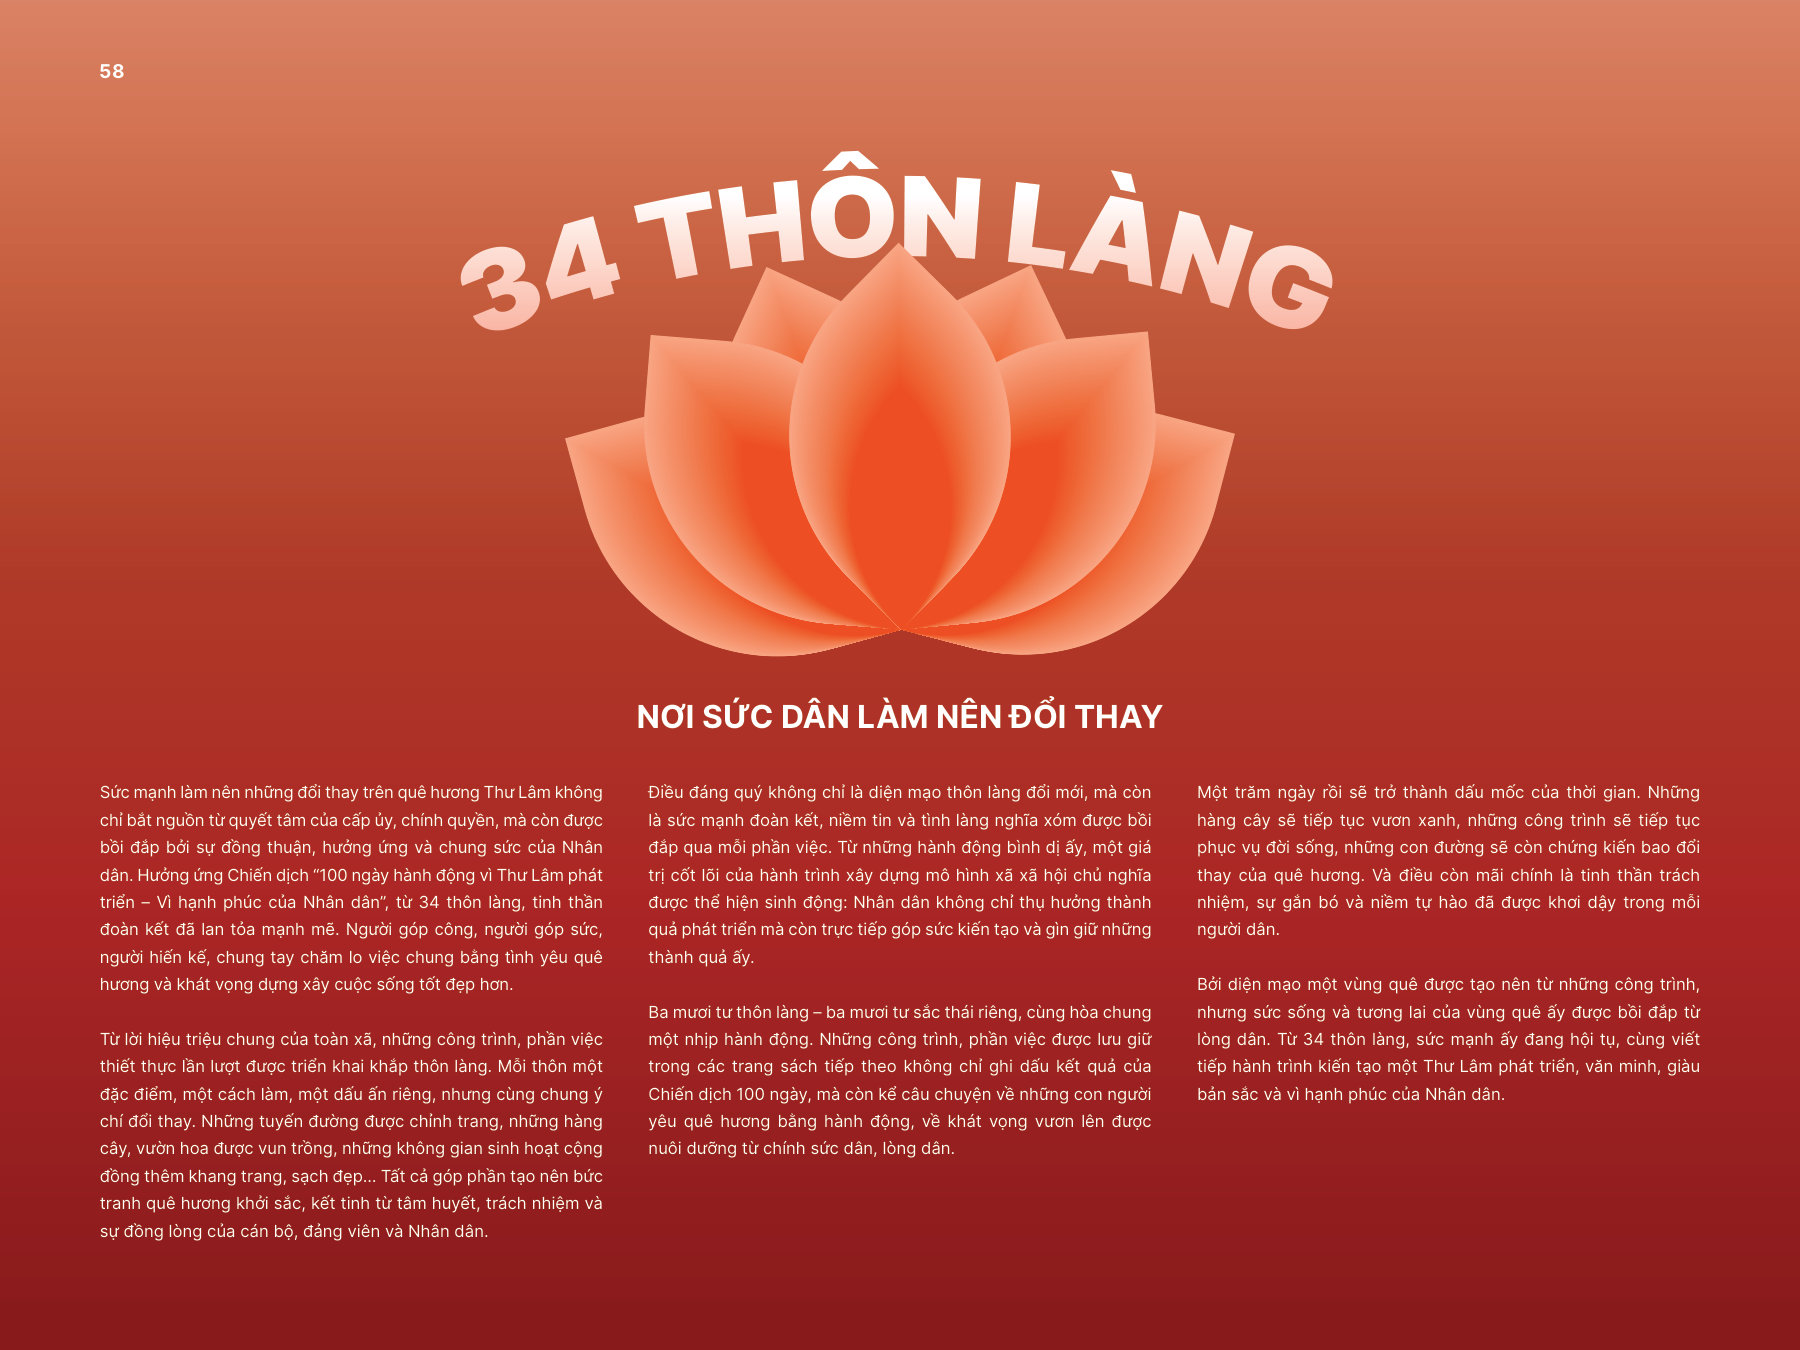 58
34 THÔN LÀNG
NƠI SỨC DÂN LÀM NÊN ĐỔI THAY
Sức mạnh làm nên những đổi thay trên quê hương Thư Lâm không
chỉ bắt nguồn từ quyết tâm của cấp ủy, chính quyền, mà còn được
bồi đắp bởi sự đồng thuận, hưởng ứng và chung sức của Nhân
dân. Hưởng ứng Chiến dịch “100 ngày hành động vì Thư Lâm phát
triển – Vì hạnh phúc của Nhân dân”, từ 34 thôn làng, tinh thần
đoàn kết đã lan tỏa mạnh mẽ. Người góp công, người góp sức,
người hiến kế, chung tay chăm lo việc chung bằng tình yêu quê
hương và khát vọng dựng xây cuộc sống tốt đẹp hơn.
Từ lời hiệu triệu chung của toàn xã, những công trình, phần việc
thiết thực lần lượt được triển khai khắp thôn làng. Mỗi thôn một
đặc điểm, một cách làm, một dấu ấn riêng, nhưng cùng chung ý
chí đổi thay. Những tuyến đường được chỉnh trang, những hàng
cây, vườn hoa được vun trồng, những không gian sinh hoạt cộng
đồng thêm khang trang, sạch đẹp... Tất cả góp phần tạo nên bức
tranh quê hương khởi sắc, kết tinh từ tâm huyết, trách nhiệm và
sự đồng lòng của cán bộ, đảng viên và Nhân dân.
Điều đáng quý không chỉ là diện mạo thôn làng đổi mới, mà còn
là sức mạnh đoàn kết, niềm tin và tình làng nghĩa xóm được bồi
đắp qua mỗi phần việc. Từ những hành động bình dị ấy, một giá
trị cốt lõi của hành trình xây dựng mô hình xã xã hội chủ nghĩa
được thể hiện sinh động: Nhân dân không chỉ thụ hưởng thành
quả phát triển mà còn trực tiếp góp sức kiến tạo và gìn giữ những
thành quả ấy.
Ba mươi tư thôn làng – ba mươi tư sắc thái riêng, cùng hòa chung
một nhịp hành động. Những công trình, phần việc được lưu giữ
trong các trang sách tiếp theo không chỉ ghi dấu kết quả của
Chiến dịch 100 ngày, mà còn kể câu chuyện về những con người
yêu quê hương bằng hành động, về khát vọng vươn lên được
nuôi dưỡng từ chính sức dân, lòng dân.
Một trăm ngày rồi sẽ trở thành dấu mốc của thời gian. Những
hàng cây sẽ tiếp tục vươn xanh, những công trình sẽ tiếp tục
phục vụ đời sống, những con đường sẽ còn chứng kiến bao đổi
thay của quê hương. Và điều còn mãi chính là tinh thần trách
nhiệm, sự gắn bó và niềm tự hào đã được khơi dậy trong mỗi
người dân.
Bởi diện mạo một vùng quê được tạo nên từ những công trình,
nhưng sức sống và tương lai của vùng quê ấy được bồi đắp từ
lòng dân. Từ 34 thôn làng, sức mạnh ấy đang hội tụ, cùng viết
tiếp hành trình kiến tạo một Thư Lâm phát triển, văn minh, giàu
bản sắc và vì hạnh phúc của Nhân dân.